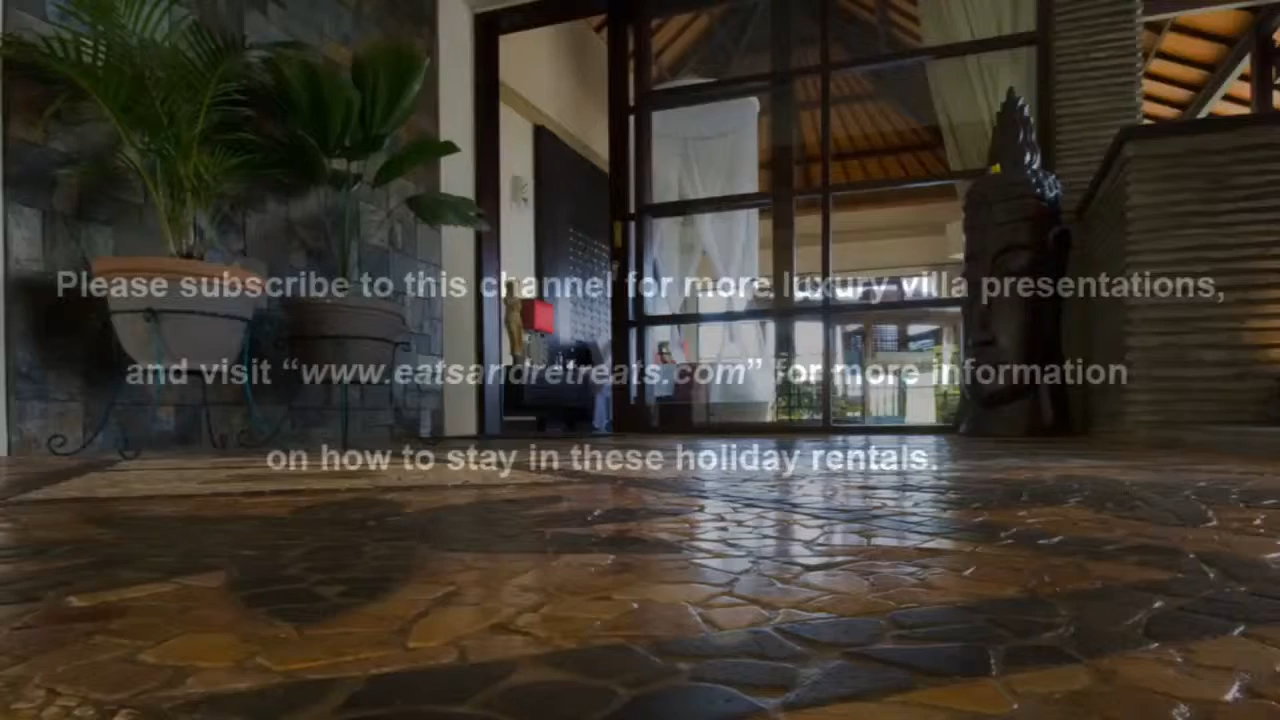 Please subscribe to this channel for more luxury villa presentations,
and visit “www.eatsandretreats.com” for more information
on how to stay in these holiday rentals.